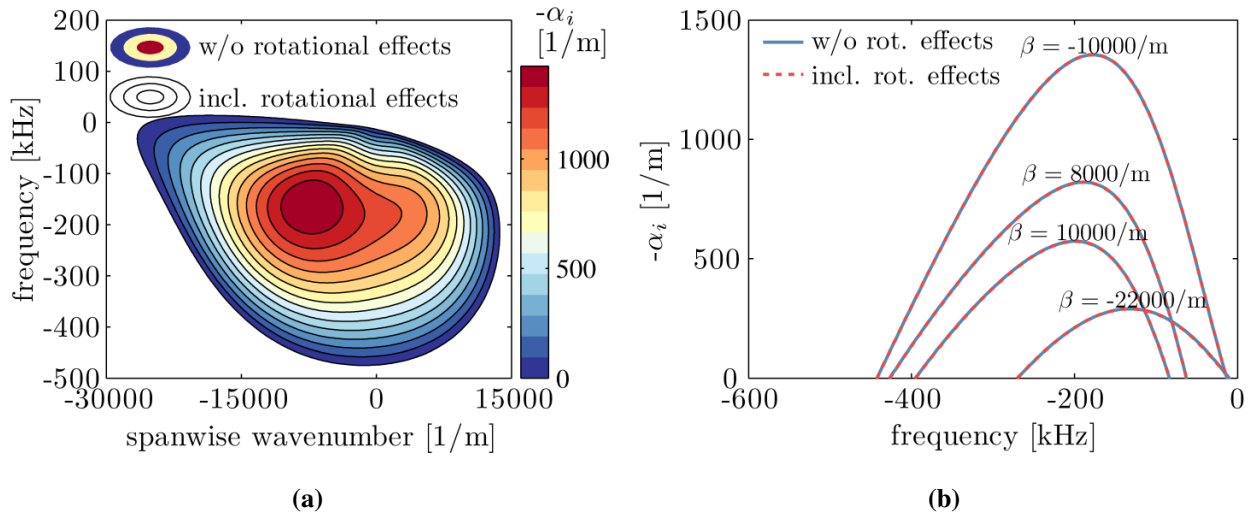 200
100
0
-100
-200
-300
-400
-500
frequency [kHz]
-30000
-15000
0
15000
spanwise wavenumber [1/m]
w/o rotational effects
incl. rotational effects
-αᵢ
[1/m]
1000
500
0
(a)
1500
1000
500
0
-αᵢ [1/m]
w/o rot. effects
incl. rot. effects
β = -10000/m
β = 8000/m
β = 10000/m
β = -22000/m
-600
-400
-200
0
frequency [kHz]
(b)